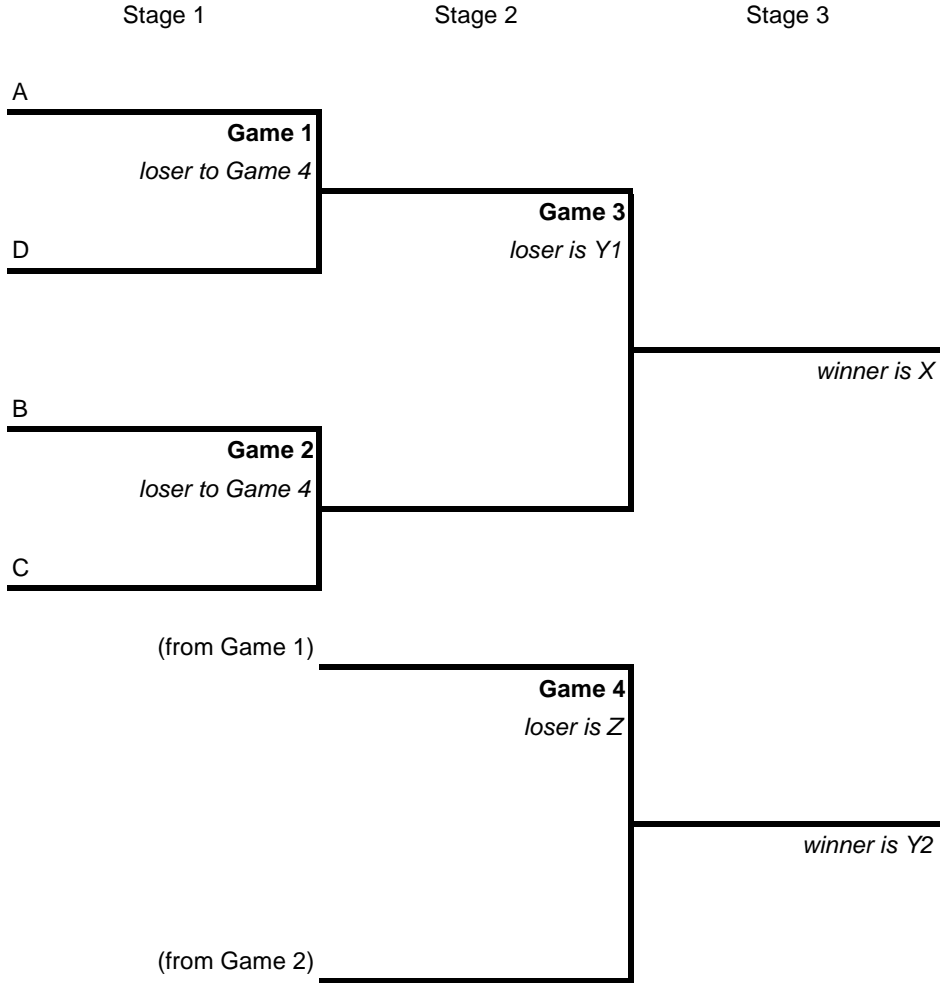 Stage 1 Stage 2 Stage 3
A
Game 1
loser to Game 4
D
Game 3
loser is Y1
winner is X
B
Game 2
loser to Game 4
C
(from Game 1)
Game 4
loser is Z
winner is Y2
(from Game 2)